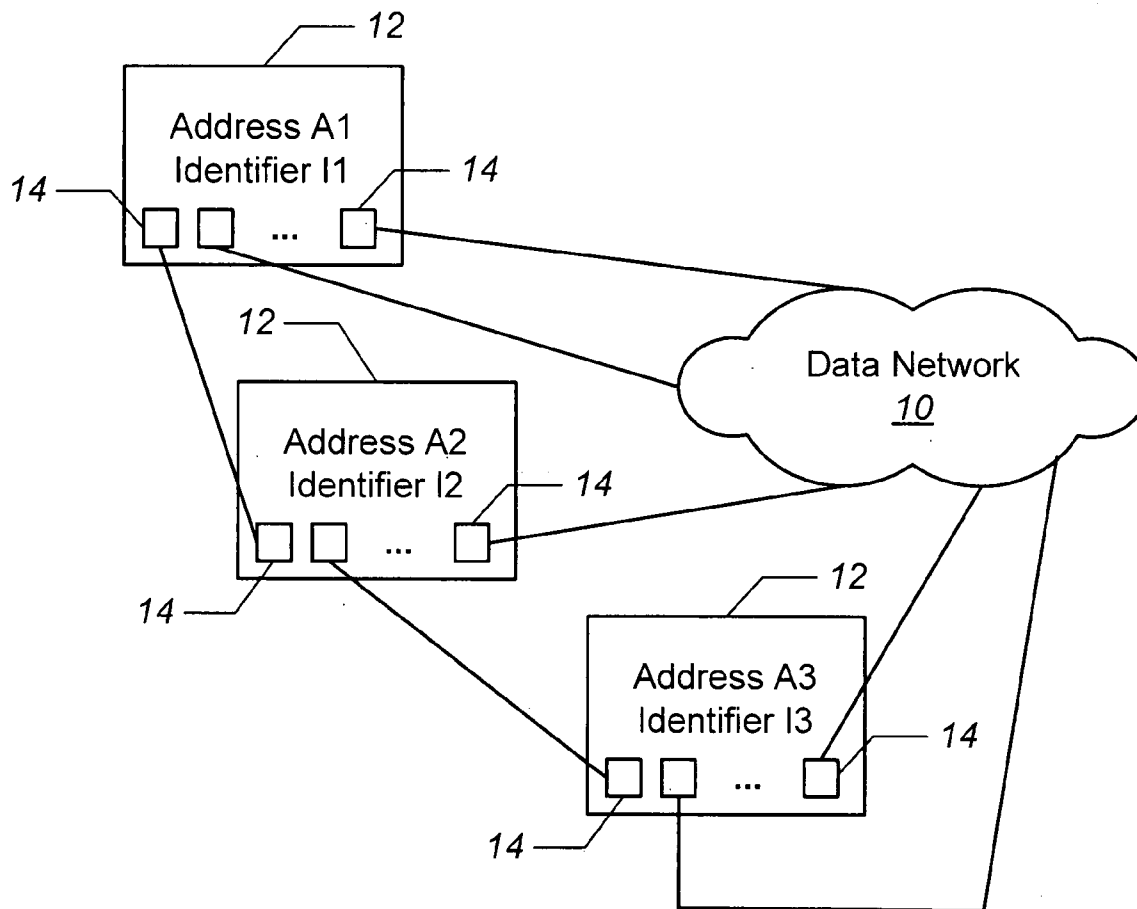 12
Address A1
Identifier I1
14
14
...
12
Data Network
10
Address A2
Identifier I2
14
...
14
12
Address A3
Identifier I3
14
...
14